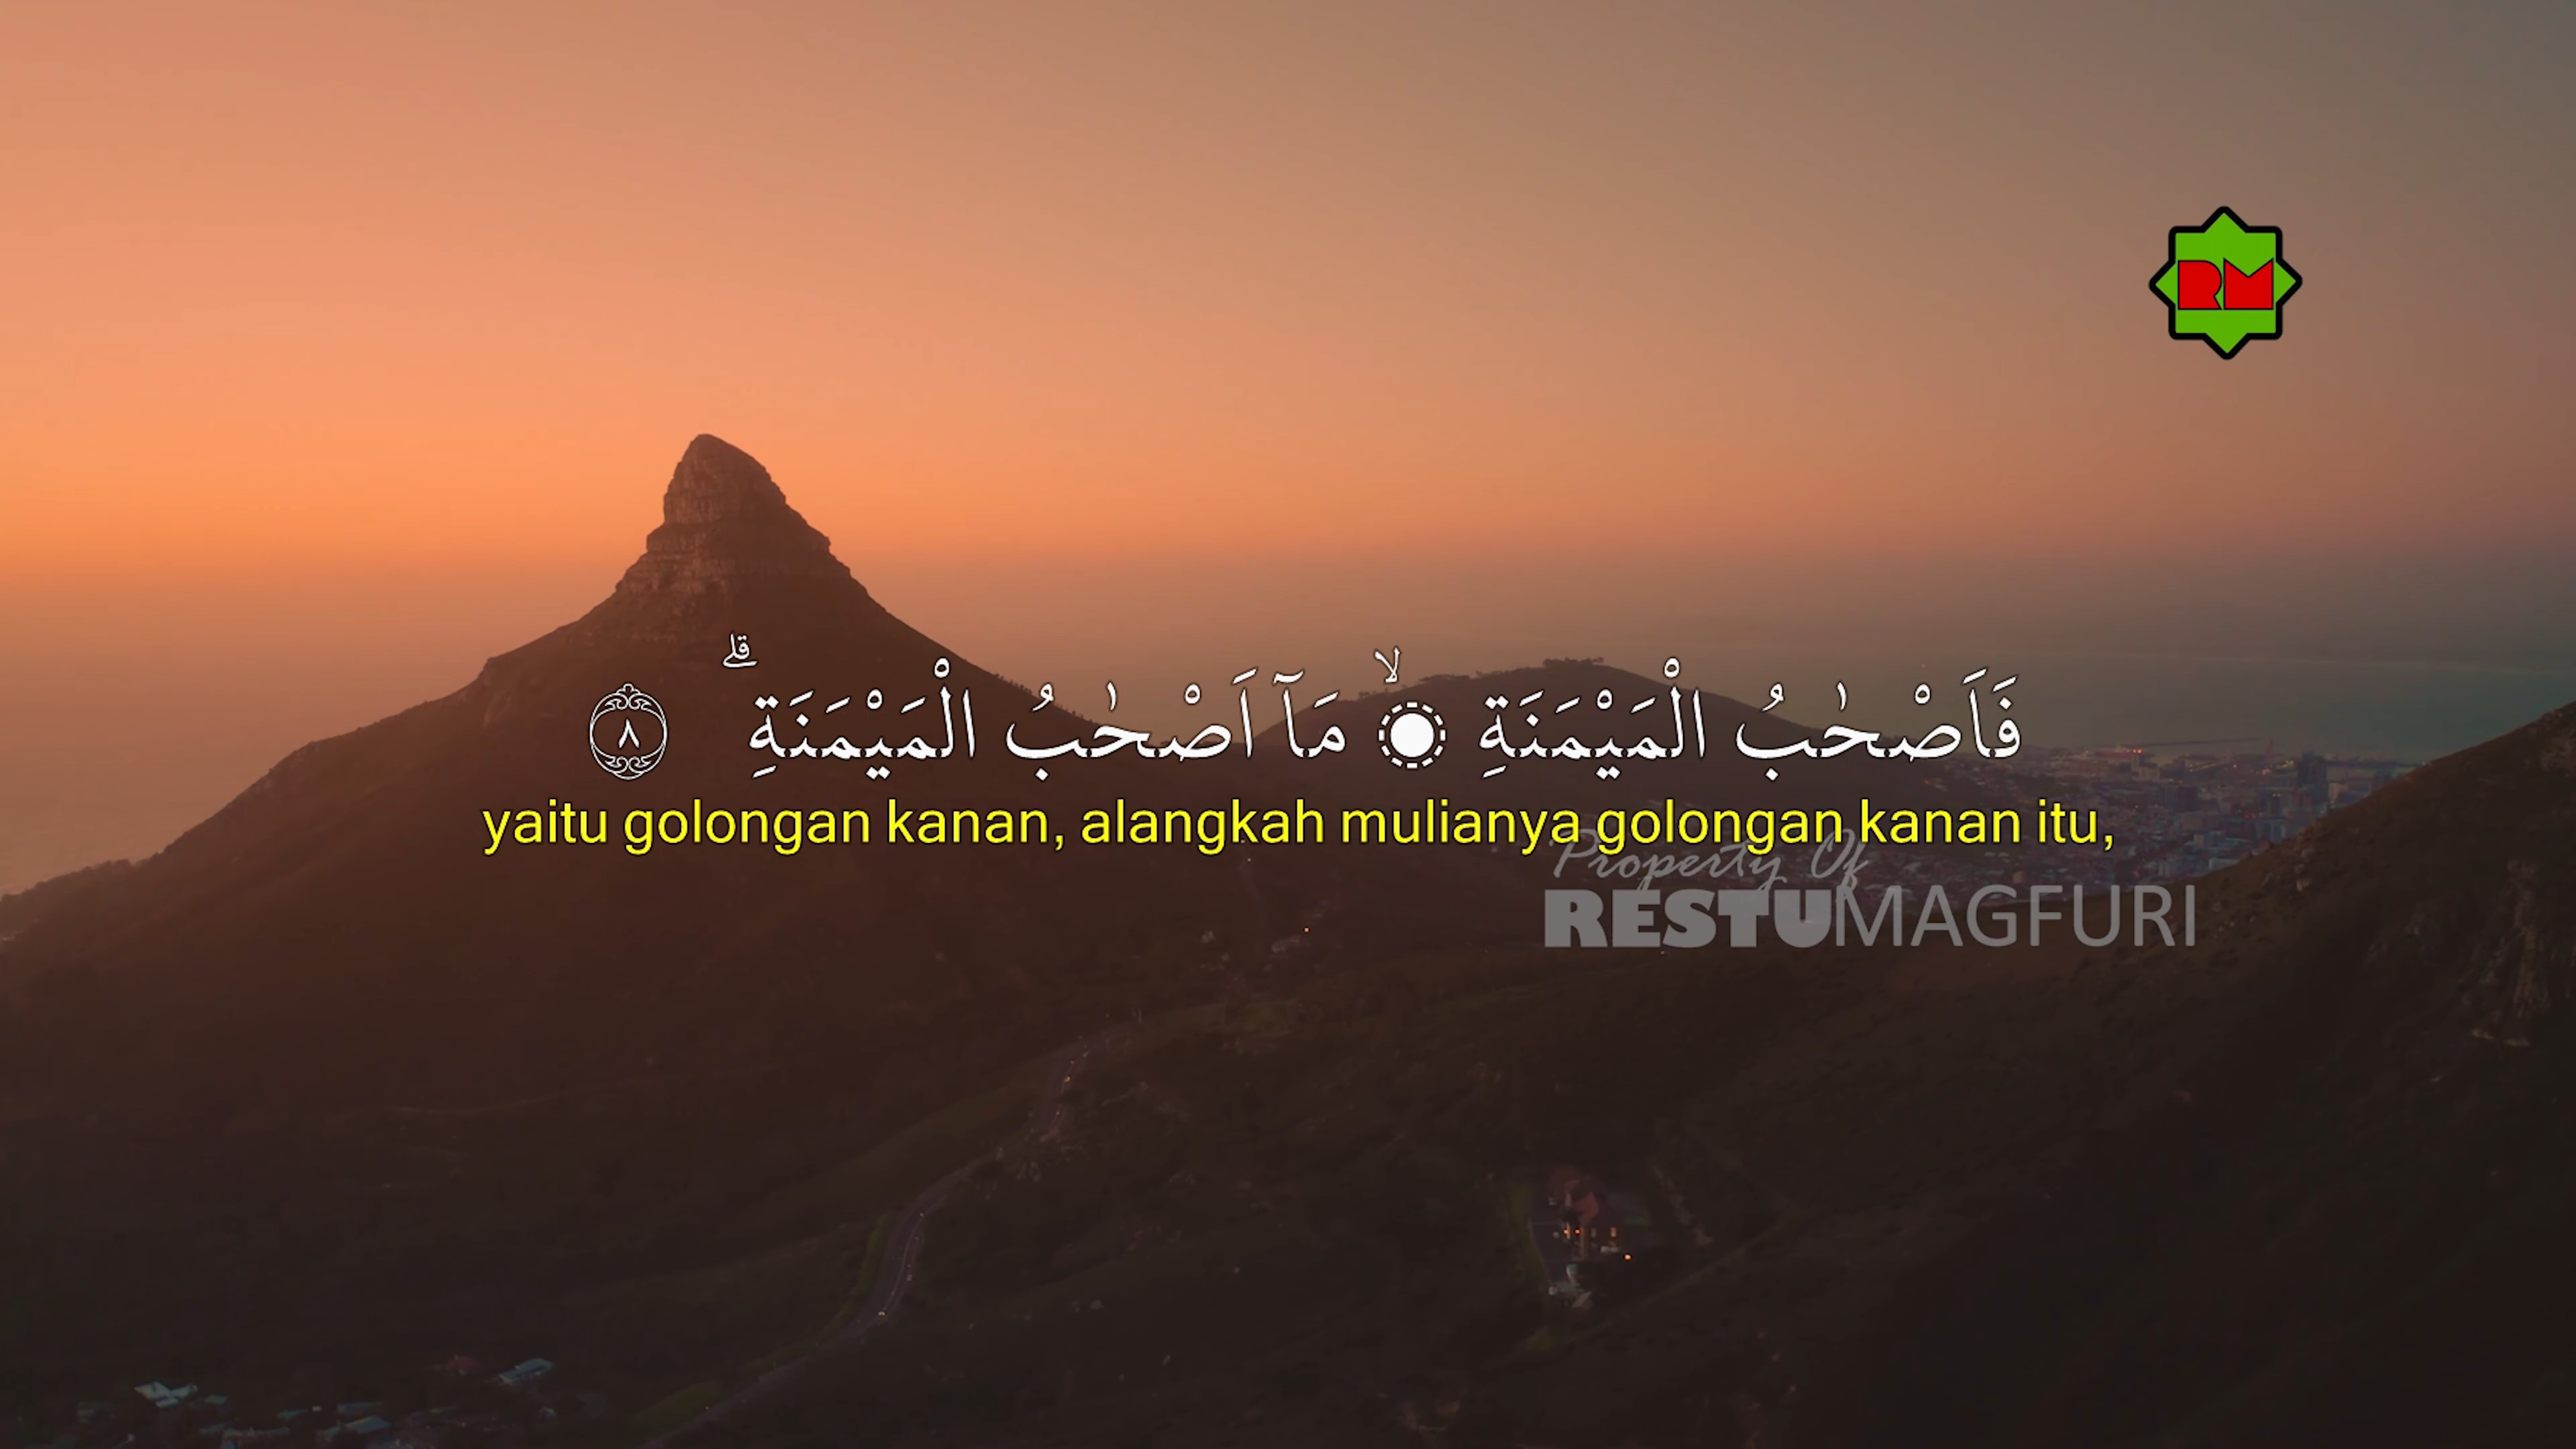 RM
فَاَصْحٰبُ الْمَيْمَنَةِ ۙ مَآ اَصْحٰبُ الْمَيْمَنَةِ ۗ ٨
yaitu golongan kanan, alangkah mulianya golongan kanan itu,
Property Of
RESTUMAGFURI